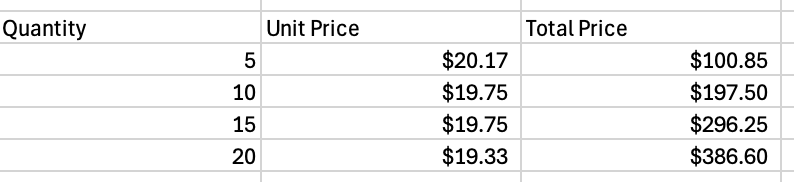 Quantity Unit Price Total Price
5 $20.17 $100.85
10 $19.75 $197.50
15 $19.75 $296.25
20 $19.33 $386.60